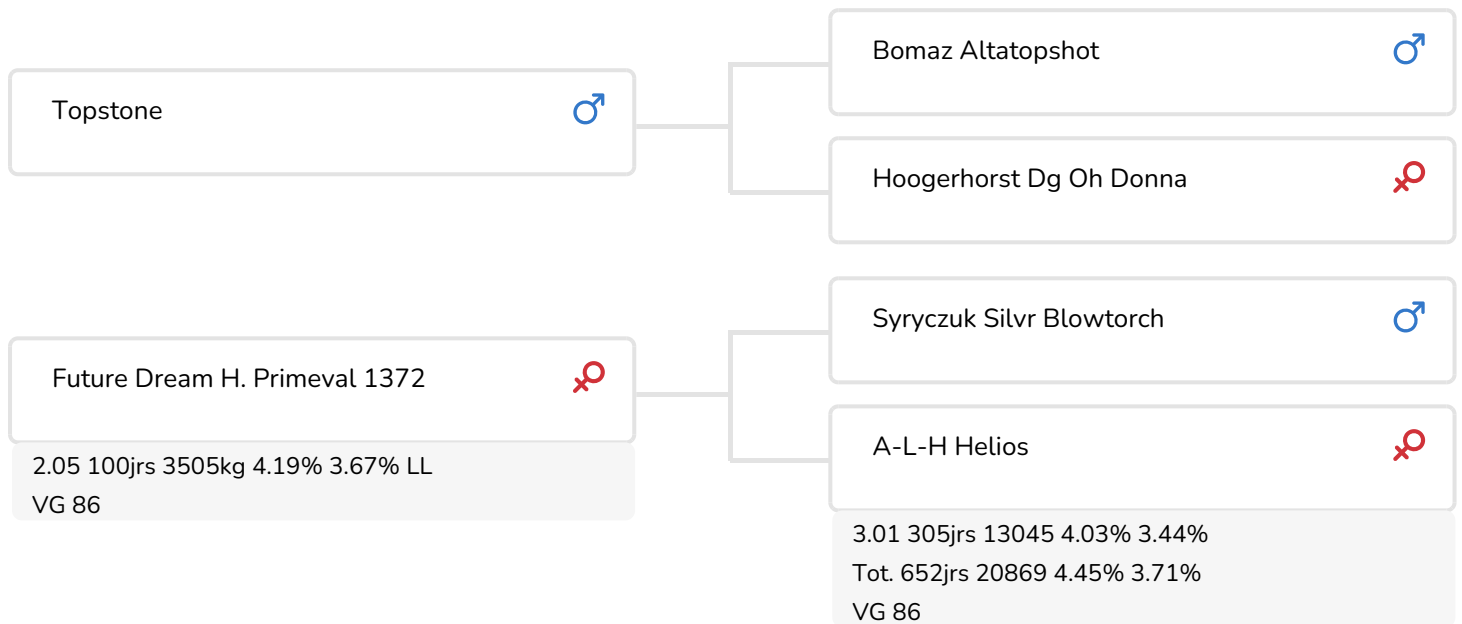 Topstone
Bomaz Altatopshot
Hoogerhorst Dg Oh Donna
Future Dream H. Primeval 1372
2.05 100jrs 3505kg 4.19% 3.67% LL
VG 86
Syryczuk Silvr Blowtorch
A-L-H Helios
3.01 305jrs 13045 4.03% 3.44%
Tot. 652jrs 20869 4.45% 3.71%
VG 86